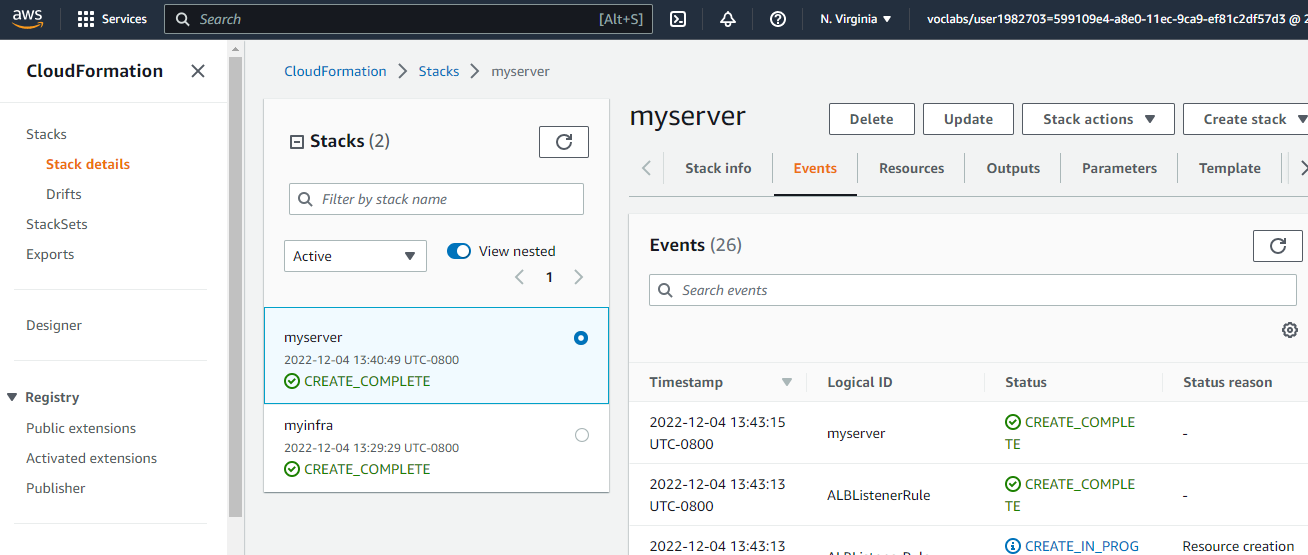 aws
Services
Search
[Alt+S]
N. Virginia
voclabs/user1982703=599109e4-a8e0-11ec-9ca9-ef81c2df57d3 @ 2
CloudFormation
Stacks
Stack details
Drifts
StackSets
Exports
Designer
Registry
Public extensions
Activated extensions
Publisher
CloudFormation > Stacks > myserver
Stacks (2)
Filter by stack name
Active
View nested
1
myserver
2022-12-04 13:40:49 UTC-0800
CREATE_COMPLETE
myinfra
2022-12-04 13:29:29 UTC-0800
CREATE_COMPLETE
myserver
Delete
Update
Stack actions
Create stack
Stack info
Events
Resources
Outputs
Parameters
Template
Events (26)
Search events
Timestamp
Logical ID
Status
Status reason
2022-12-04 13:43:15
UTC-0800
myserver
CREATE_COMPLE
TE
-
2022-12-04 13:43:13
UTC-0800
ALBListenerRule
CREATE_COMPLE
TE
-
2022-12-04 13:43:13
CREATE_IN_PROG
Resource creation